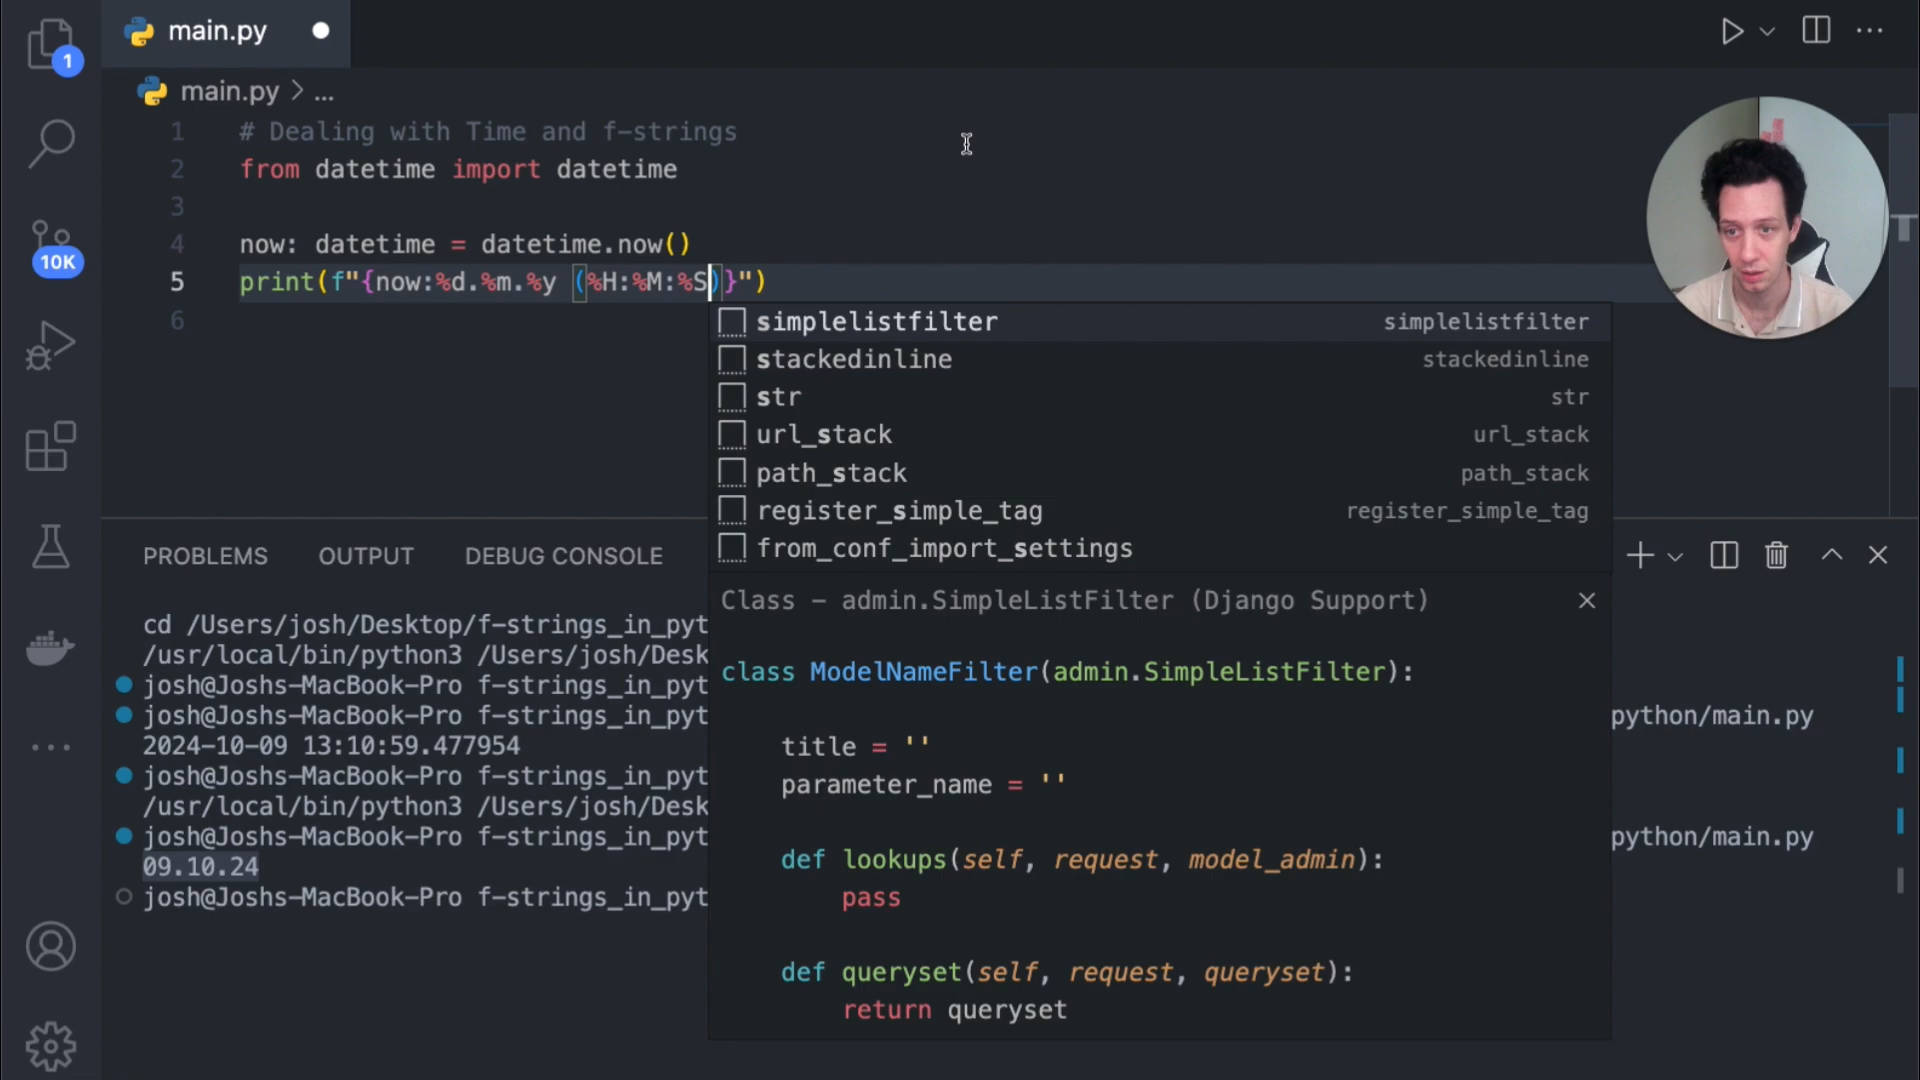 main.py
1
main.py > ...
1 # Dealing with Time and f-strings
2 from datetime import datetime
3
4 now: datetime = datetime.now()
5 print(f"{now:%d.%m.%y (%H:%M:%S)}")
6
10K
simplelistfilter simplelistfilter
stackedinline stackedinline
str str
url_stack url_stack
path_stack path_stack
register_simple_tag register_simple_tag
from_conf_import_settings
PROBLEMS OUTPUT DEBUG CONSOLE
Class – admin.SimpleListFilter (Django Support)
class ModelNameFilter(admin.SimpleListFilter):
title = ''
parameter_name = ''
def lookups(self, request, model_admin):
pass
def queryset(self, request, queryset):
return queryset
cd /Users/josh/Desktop/f-strings_in_pyt
/usr/local/bin/python3 /Users/josh/Desk
josh@Joshs-MacBook-Pro f-strings_in_pyt
josh@Joshs-MacBook-Pro f-strings_in_pyt python/main.py
2024-10-09 13:10:59.477954
josh@Joshs-MacBook-Pro f-strings_in_pyt
/usr/local/bin/python3 /Users/josh/Desk
josh@Joshs-MacBook-Pro f-strings_in_pyt python/main.py
09.10.24
josh@Joshs-MacBook-Pro f-strings_in_pyt